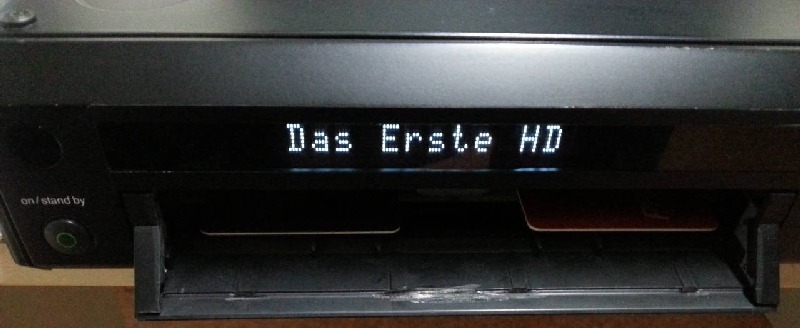 Das Erste HD
on/stand by